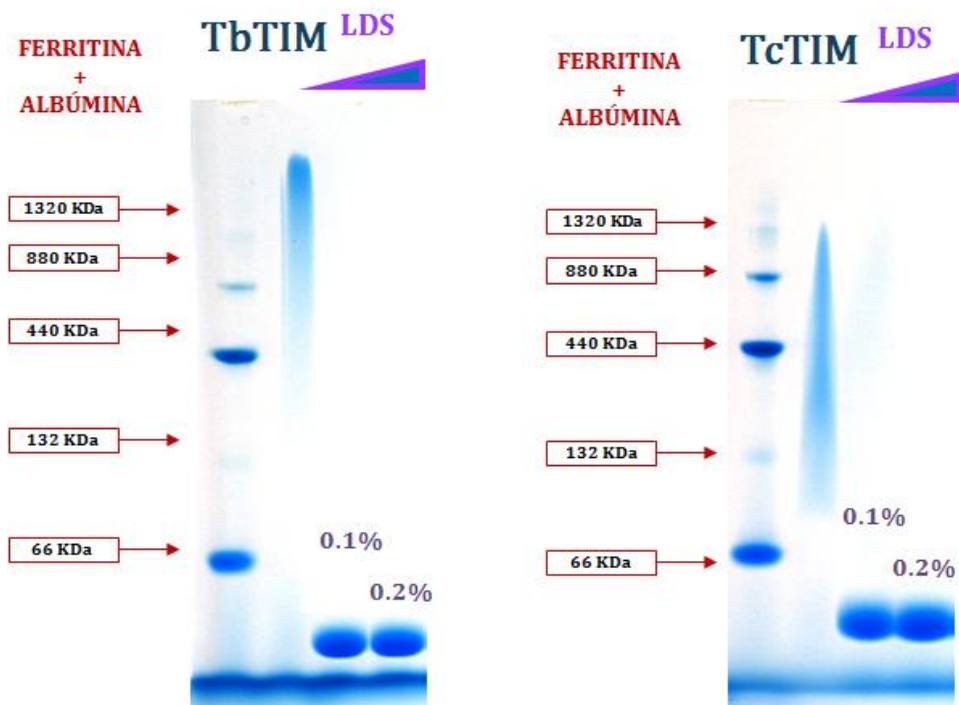 FERRITINA
+
ALBÚMINA
TbTIM LDS
1320 KDa
880 KDa
440 KDa
132 KDa
66 KDa
0.1%
0.2%
FERRITINA
+
ALBÚMINA
TcTIM LDS
1320 KDa
880 KDa
440 KDa
132 KDa
66 KDa
0.1%
0.2%